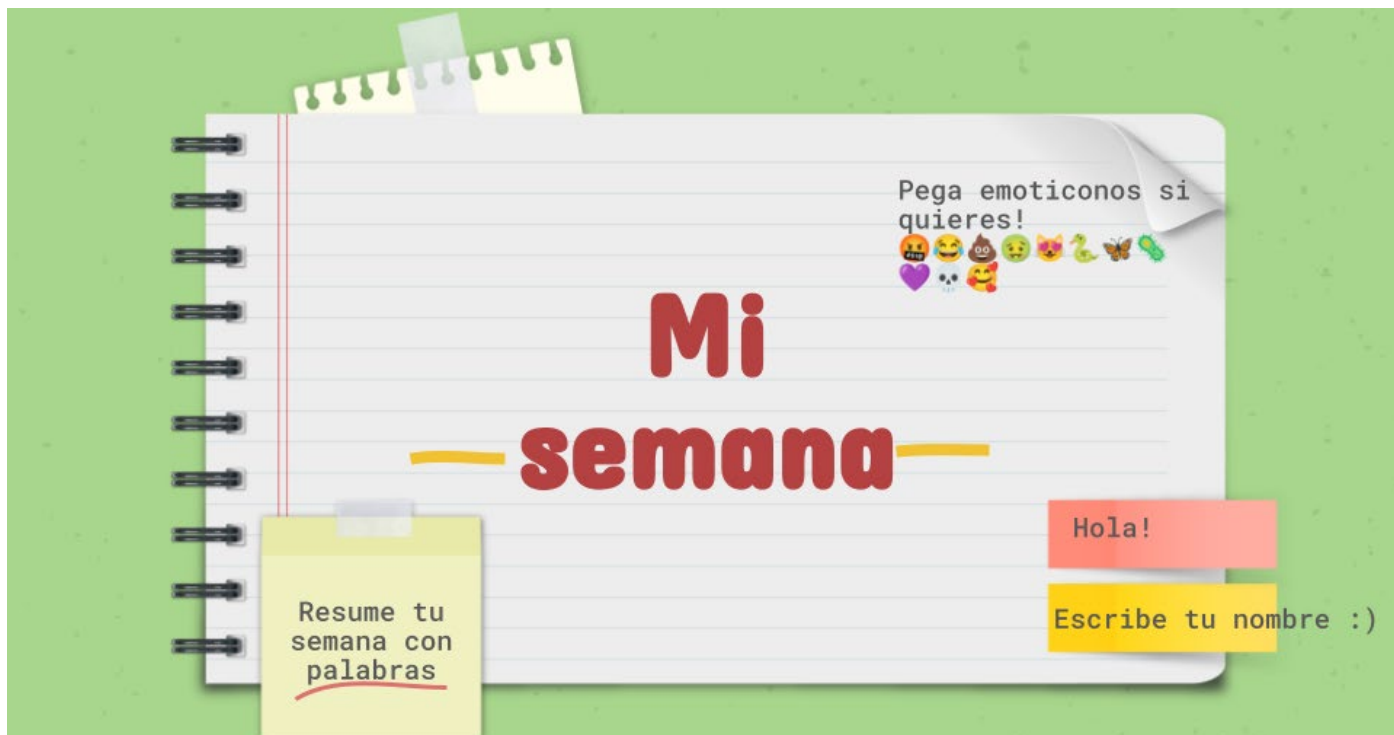 Pega emoticonos si
quieres!
🤬😂💩🤢😻🐍🦋🦠
💜💀🥰
Mi
semana
Hola!
Escribe tu nombre :)
Resume tu
semana con
palabras